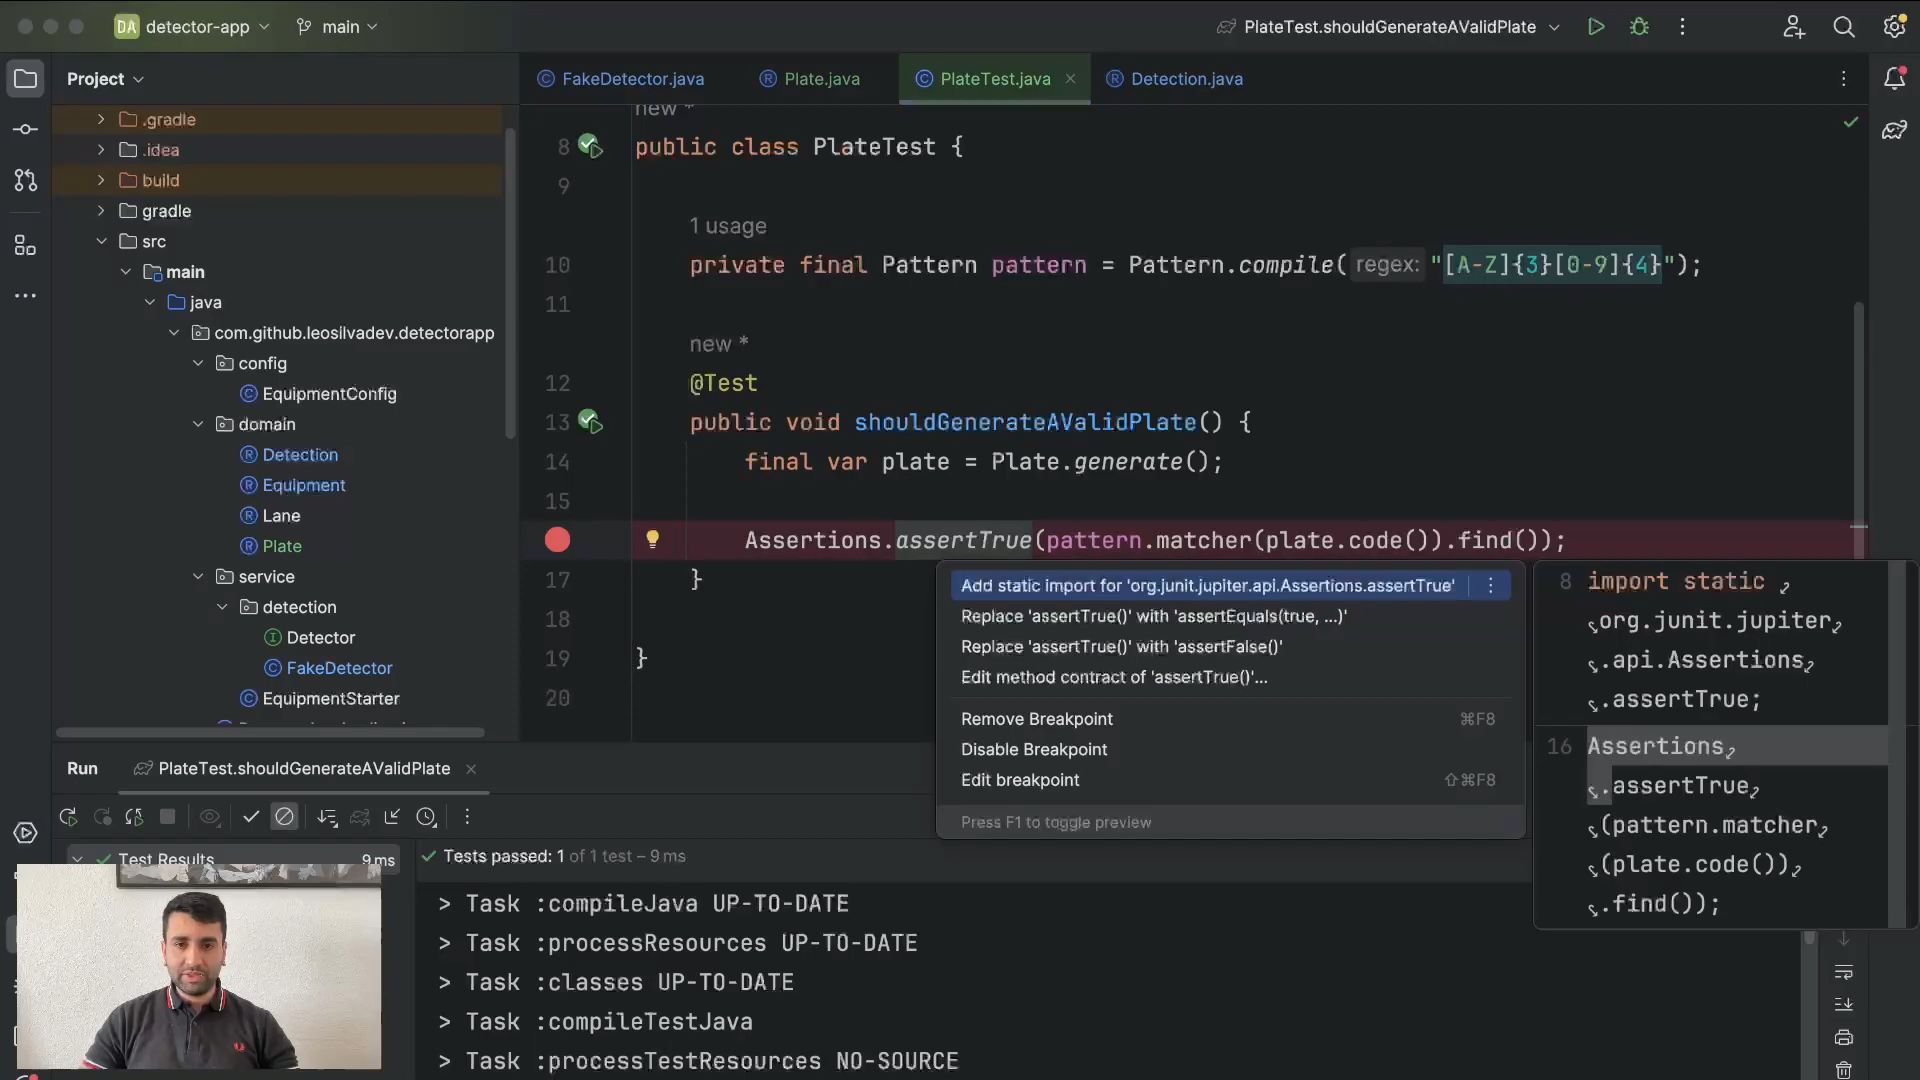 DA detector-app
main
PlateTest.shouldGenerateAValidPlate
Project
.gradle
.idea
build
gradle
src
main
java
com.github.leosilvadev.detectorapp
config
EquipmentConfig
domain
Detection
Equipment
Lane
Plate
service
detection
Detector
FakeDetector
EquipmentStarter
FakeDetector.java
Plate.java
PlateTest.java
Detection.java
new *
8 public class PlateTest {
9
1 usage
10 private final Pattern pattern = Pattern.compile( regex: "[A-Z]{3}[0-9]{4}");
11
new *
12 @Test
13 public void shouldGenerateAValidPlate() {
14 final var plate = Plate.generate();
15
Assertions.assertTrue(pattern.matcher(plate.code()).find());
17 }
18
19 }
20
Add static import for 'org.junit.jupiter.api.Assertions.assertTrue'
Replace 'assertTrue()' with 'assertEquals(true, ...)'
Replace 'assertTrue()' with 'assertFalse()'
Edit method contract of 'assertTrue()'...
Remove Breakpoint ⌘F8
Disable Breakpoint
Edit breakpoint ⇧⌘F8
Press F1 to toggle preview
8 import static
org.junit.jupiter
.api.Assertions
.assertTrue;
16 Assertions
.assertTrue
(pattern.matcher
(plate.code())
.find());
Run
PlateTest.shouldGenerateAValidPlate
Test Results 9 ms
Tests passed: 1 of 1 test – 9 ms
> Task :compileJava UP-TO-DATE
> Task :processResources UP-TO-DATE
> Task :classes UP-TO-DATE
> Task :compileTestJava
> Task :processTestResources NO-SOURCE